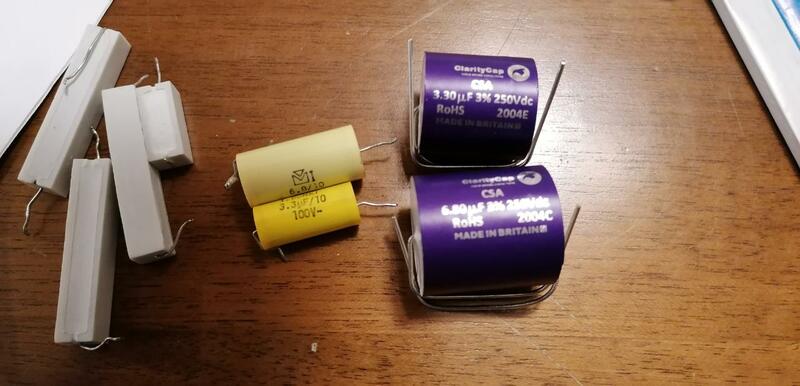 I
6.8/10
3.3µF/10
100V~
ClarityCap
CSA
3.30µF 3% 250Vdc
RoHS 2004E
MADE IN BRITAIN
ClarityCap
CSA
6.80µF 3% 250Vdc
RoHS 2004C
MADE IN BRITAIN